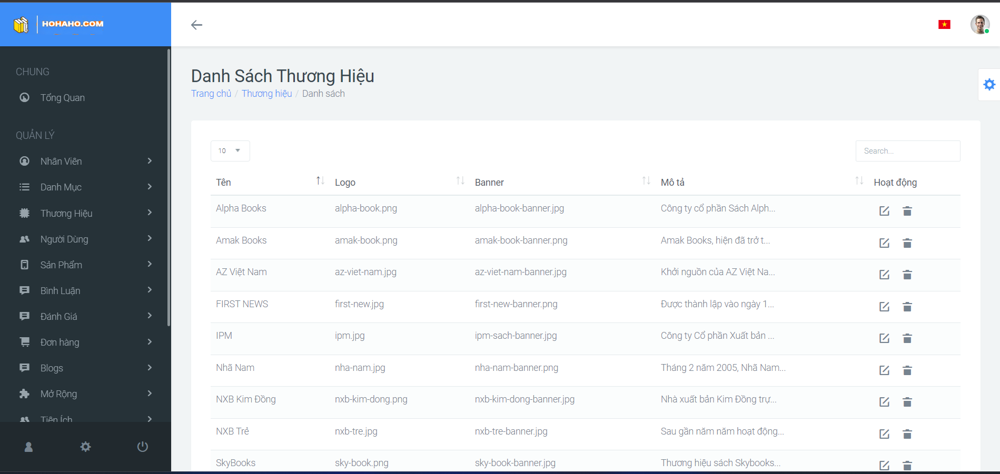 HOHAHO.COM
CHUNG
Tổng Quan
QUẢN LÝ
Nhân Viên
Danh Mục
Thương Hiệu
Người Dùng
Sản Phẩm
Bình Luận
Đánh Giá
Đơn hàng
Blogs
Mở Rộng
Tiện Ích
Danh Sách Thương Hiệu
Trang chủ / Thương hiệu / Danh sách
10
Search...
Tên Logo Banner Mô tả Hoạt động
Alpha Books alpha-book.png alpha-book-banner.jpg Công ty cổ phần Sách Alph...
Amak Books amak-book.png amak-book-banner.png Amak Books, hiện đã trở t...
AZ Việt Nam az-viet-nam.jpg az-viet-nam-banner.jpg Khởi nguồn của AZ Việt Na...
FIRST NEWS first-new.jpg first-new-banner.png Được thành lập vào ngày 1...
IPM ipm.jpg ipm-sach-banner.jpg Công ty Cổ phần Xuất bản ...
Nhã Nam nha-nam.jpg nha-nam-banner.png Tháng 2 năm 2005, Nhã Nam...
NXB Kim Đồng nxb-kim-dong.png nxb-kim-dong-banner.jpg Nhà xuất bản Kim Đồng trự...
NXB Trẻ nxb-tre.jpg nxb-tre-banner.jpg Sau gần năm năm hoạt động...
SkyBooks sky-book.png sky-book-banner.jpg Thương hiệu sách Skybooks...